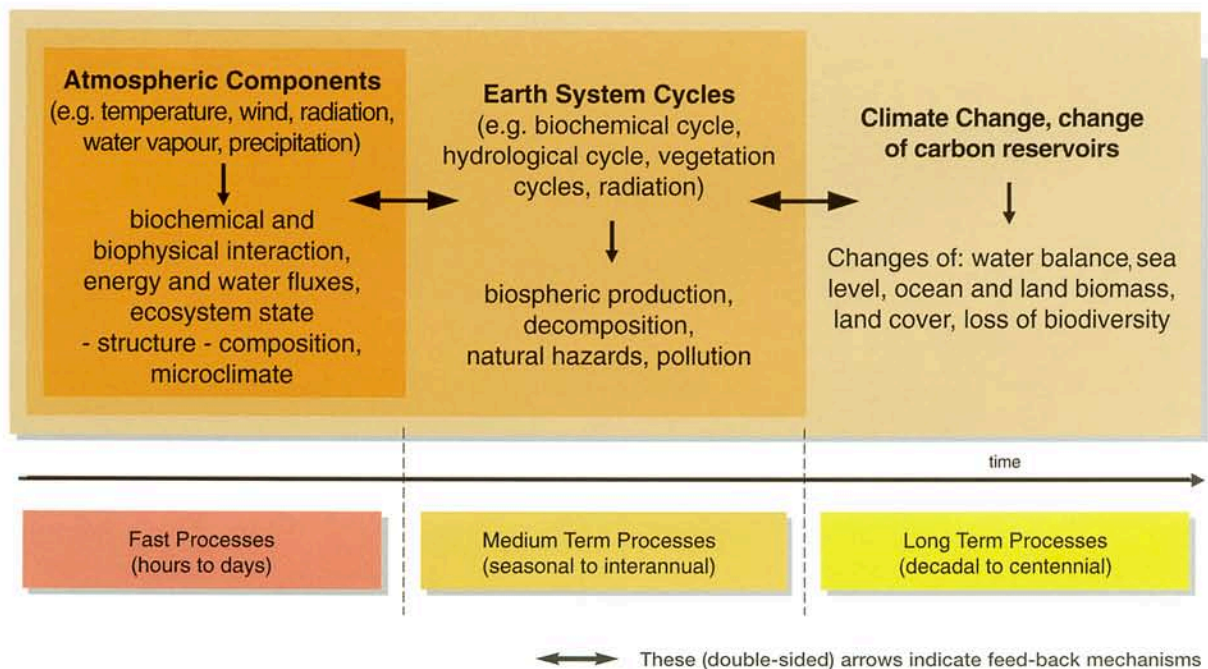 Atmospheric Components
(e.g. temperature, wind, radiation,
water vapour, precipitation)
biochemical and
biophysical interaction,
energy and water fluxes,
ecosystem state
- structure - composition,
microclimate
Earth System Cycles
(e.g. biochemical cycle,
hydrological cycle, vegetation
cycles, radiation)
biospheric production,
decomposition,
natural hazards, pollution
Climate Change, change
of carbon reservoirs
Changes of: water balance, sea
level, ocean and land biomass,
land cover, loss of biodiversity
time
Fast Processes
(hours to days)
Medium Term Processes
(seasonal to interannual)
Long Term Processes
(decadal to centennial)
These (double-sided) arrows indicate feed-back mechanisms